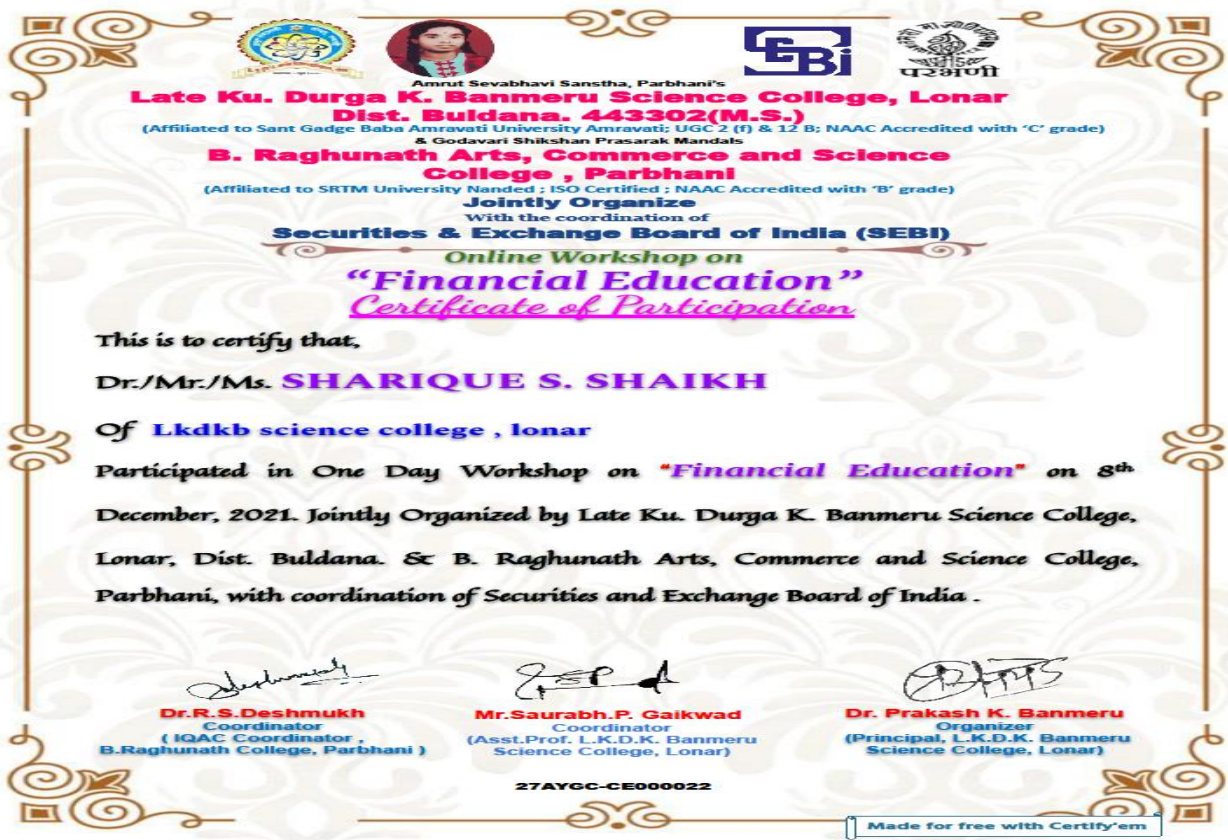 SEBi
परभणी
Amrut Sevabhavi Sanstha, Parbhani's
Late Ku. Durga K. Banmeru Science College, Lonar
Dist. Buldana. 443302(M.S.)
(Affiliated to Sant Gadge Baba Amravati University Amravati; UGC 2 (f) & 12 B; NAAC Accredited with ‘C’ grade)
& Godavari Shikshan Prasarak Mandals
B. Raghunath Arts, Commerce and Science
College , Parbhani
(Affiliated to SRTM University Nanded ; ISO Certified ; NAAC Accredited with ‘B’ grade)
Jointly Organize
With the coordination of
Securities & Exchange Board of India (SEBI)
Online Workshop on
“Financial Education”
Certificate of Participation
This is to certify that,
Dr./Mr./Ms. SHARIQUE S. SHAIKH
Of Lkdkb science college , lonar
Participated in One Day Workshop on "Financial Education" on 8th
December, 2021. Jointly Organized by Late Ku. Durga K. Banmeru Science College,
Lonar, Dist. Buldana. & B. Raghunath Arts, Commerce and Science College,
Parbhani, with coordination of Securities and Exchange Board of India .
Dr.R.S.Deshmukh
Coordinator
( IQAC Coordinator ,
B.Raghunath College, Parbhani )
Mr.Saurabh.P. Gaikwad
Coordinator
(Asst.Prof. L.K.D.K. Banmeru
Science College, Lonar)
Dr. Prakash K. Banmeru
Organizer
(Principal, L.K.D.K. Banmeru
Science College, Lonar)
27AYGC-CE000022
Made for free with Certify'em